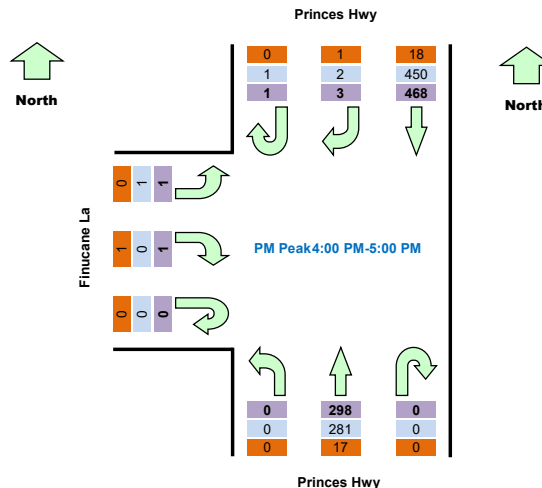 Princes Hwy
0 1 18
1 2 450
1 3 468
North
North
0 1 1
Finucane La
1 0 1
PM Peak4:00 PM-5:00 PM
0 0 0
0 298 0
0 281 0
0 17 0
Princes Hwy